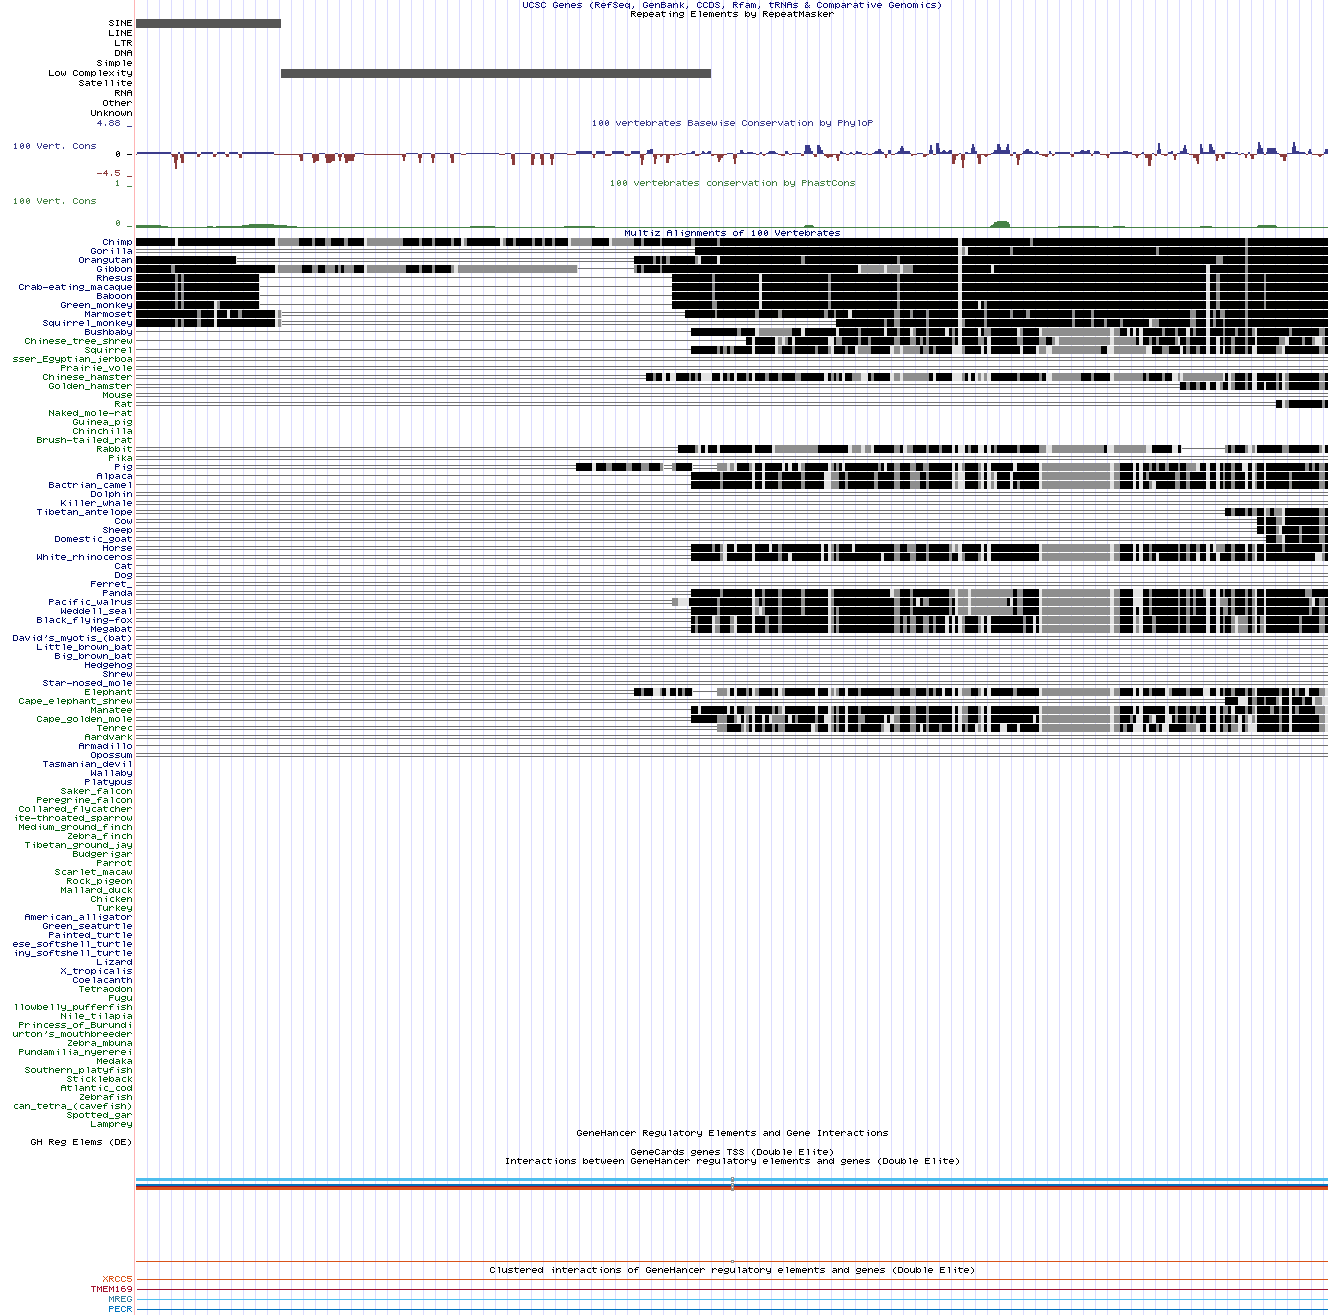 UCSC Genes (RefSeq, GenBank, CCDS, Rfam, tRNAs & Comparative Genomics)
Repeating Elements by RepeatMasker
SINE
LINE
LTR
DNA
Simple
Low Complexity
Satellite
RNA
Other
Unknown
100 vertebrates Basewise Conservation by PhyloP
4.88 _
100 Vert. Cons
0 _
-4.5 _
100 vertebrates conservation by PhastCons
1 _
100 Vert. Cons
0 _
Multiz Alignments of 100 Vertebrates
Chimp
Gorilla
Orangutan
Gibbon
Rhesus
Crab-eating_macaque
Baboon
Green_monkey
Marmoset
Squirrel_monkey
Bushbaby
Chinese_tree_shrew
Squirrel
sser_Egyptian_jerboa
Prairie_vole
Chinese_hamster
Golden_hamster
Mouse
Rat
Naked_mole-rat
Guinea_pig
Chinchilla
Brush-tailed_rat
Rabbit
Pika
Pig
Alpaca
Bactrian_camel
Dolphin
Killer_whale
Tibetan_antelope
Cow
Sheep
Domestic_goat
Horse
White_rhinoceros
Cat
Dog
Ferret_
Panda
Pacific_walrus
Weddell_seal
Black_flying-fox
Megabat
David's_myotis_(bat)
Little_brown_bat
Big_brown_bat
Hedgehog
Shrew
Star-nosed_mole
Elephant
Cape_elephant_shrew
Manatee
Cape_golden_mole
Tenrec
Aardvark
Armadillo
Opossum
Tasmanian_devil
Wallaby
Platypus
Saker_falcon
Peregrine_falcon
Collared_flycatcher
ite-throated_sparrow
Medium_ground_finch
Zebra_finch
Tibetan_ground_jay
Budgerigar
Parrot
Scarlet_macaw
Rock_pigeon
Mallard_duck
Chicken
Turkey
American_alligator
Green_seaturtle
Painted_turtle
ese_softshell_turtle
iny_softshell_turtle
Lizard
X_tropicalis
Coelacanth
Tetraodon
Fugu
llowbelly_pufferfish
Nile_tilapia
Princess_of_Burundi
urton's_mouthbreeder
Zebra_mbuna
Pundamilia_nyererei
Medaka
Southern_platyfish
Stickleback
Atlantic_cod
Zebrafish
can_tetra_(cavefish)
Spotted_gar
Lamprey
GeneHancer Regulatory Elements and Gene Interactions
GH Reg Elems (DE)
GeneCards genes TSS (Double Elite)
Interactions between GeneHancer regulatory elements and genes (Double Elite)
Clustered interactions of GeneHancer regulatory elements and genes (Double Elite)
XRCC5
TMEM169
MREG
PECR